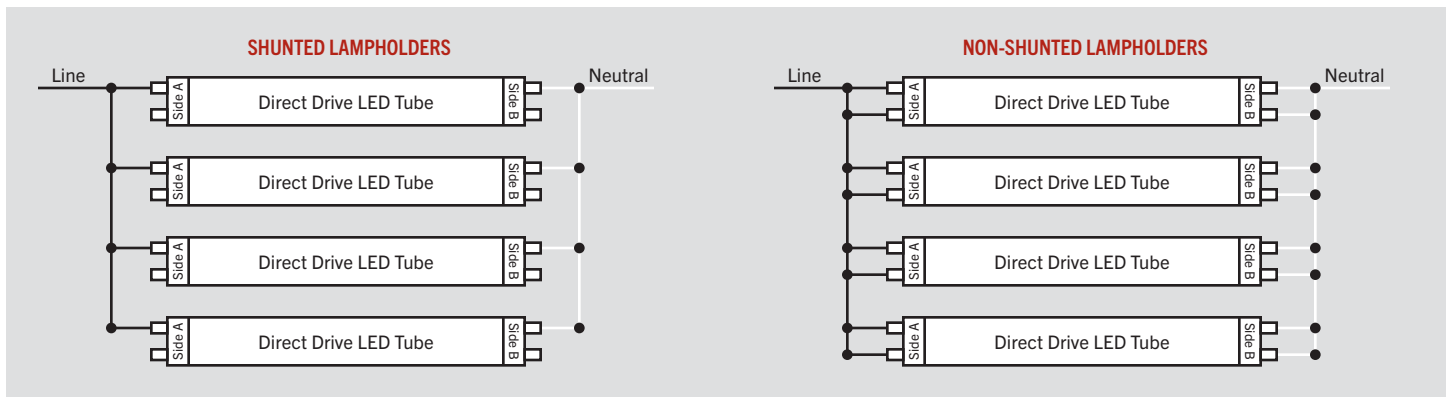 SHUNTED LAMPHOLDERS
Line
Neutral
Side A
Direct Drive LED Tube
Side B
Side A
Direct Drive LED Tube
Side B
Side A
Direct Drive LED Tube
Side B
Side A
Direct Drive LED Tube
Side B
NON-SHUNTED LAMPHOLDERS
Line
Neutral
Side A
Direct Drive LED Tube
Side B
Side A
Direct Drive LED Tube
Side B
Side A
Direct Drive LED Tube
Side B
Side A
Direct Drive LED Tube
Side B